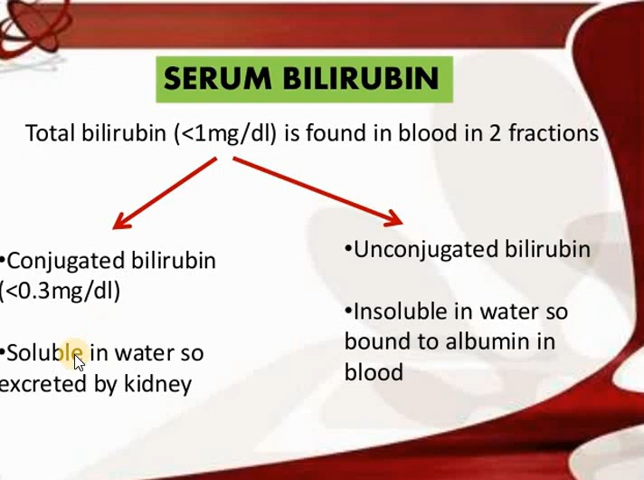 SERUM BILIRUBIN
Total bilirubin (<1mg/dl) is found in blood in 2 fractions
•Conjugated bilirubin
(<0.3mg/dl)
•Soluble in water so
excreted by kidney
•Unconjugated bilirubin
•Insoluble in water so
bound to albumin in
blood